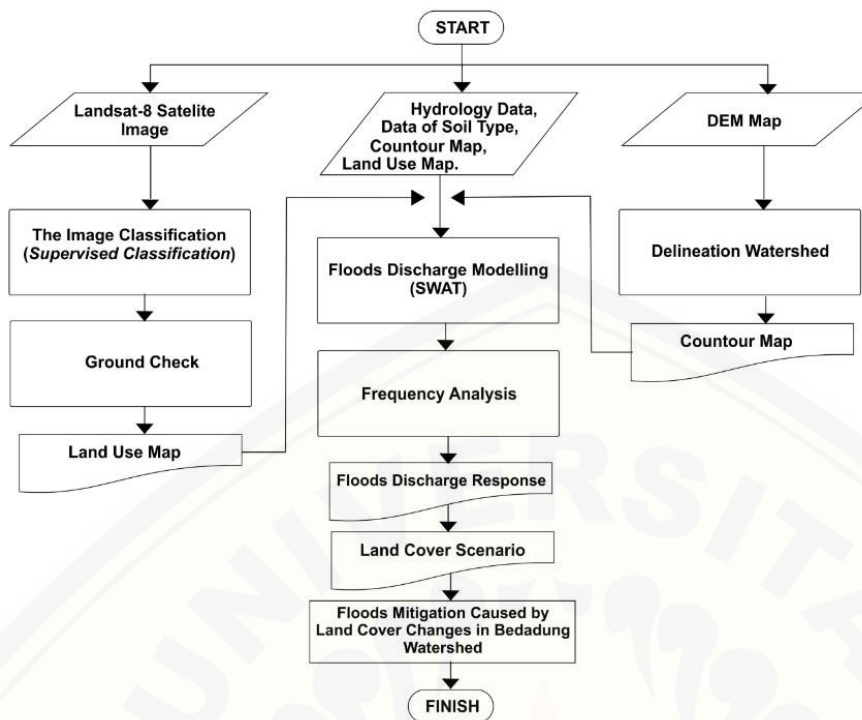 START
Landsat-8 Satelite
Image
Hydrology Data,
Data of Soil Type,
Countour Map,
Land Use Map.
DEM Map
The Image Classification
(Supervised Classification)
Ground Check
Land Use Map
Floods Discharge Modelling
(SWAT)
Frequency Analysis
Floods Discharge Response
Land Cover Scenario
Floods Mitigation Caused by
Land Cover Changes in Bedadung
Watershed
FINISH
Delineation Watershed
Countour Map
UNIVERSITA